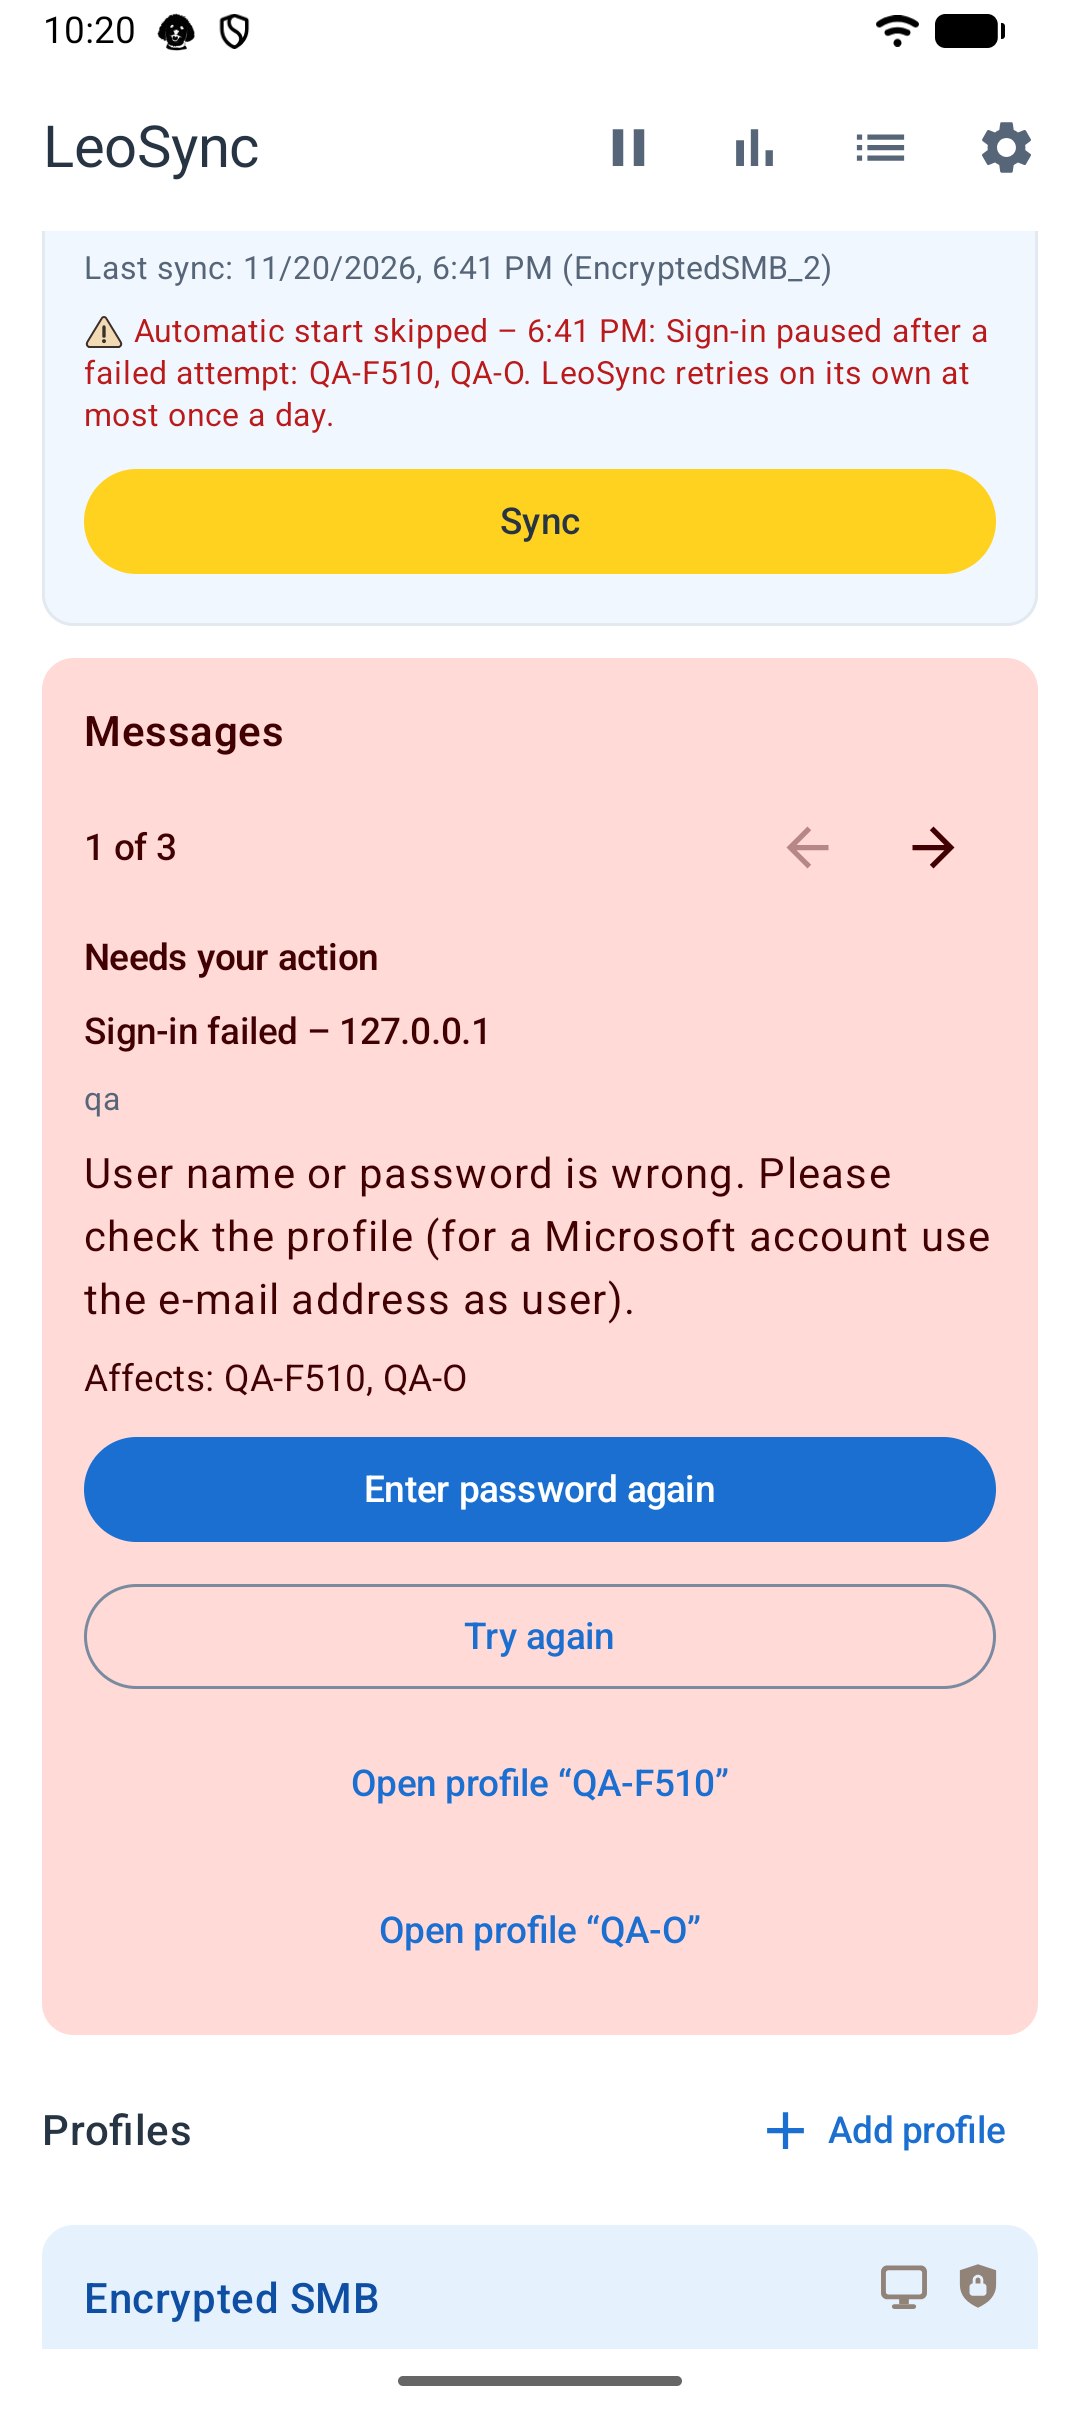 10:20
LeoSync
Last sync: 11/20/2026, 6:41 PM (EncryptedSMB_2)
⚠ Automatic start skipped – 6:41 PM: Sign-in paused after a
failed attempt: QA-F510, QA-O. LeoSync retries on its own at
most once a day.
Sync
Messages
1 of 3
Needs your action
Sign-in failed – 127.0.0.1
qa
User name or password is wrong. Please
check the profile (for a Microsoft account use
the e-mail address as user).
Affects: QA-F510, QA-O
Enter password again
Try again
Open profile “QA-F510”
Open profile “QA-O”
Profiles
Add profile
Encrypted SMB